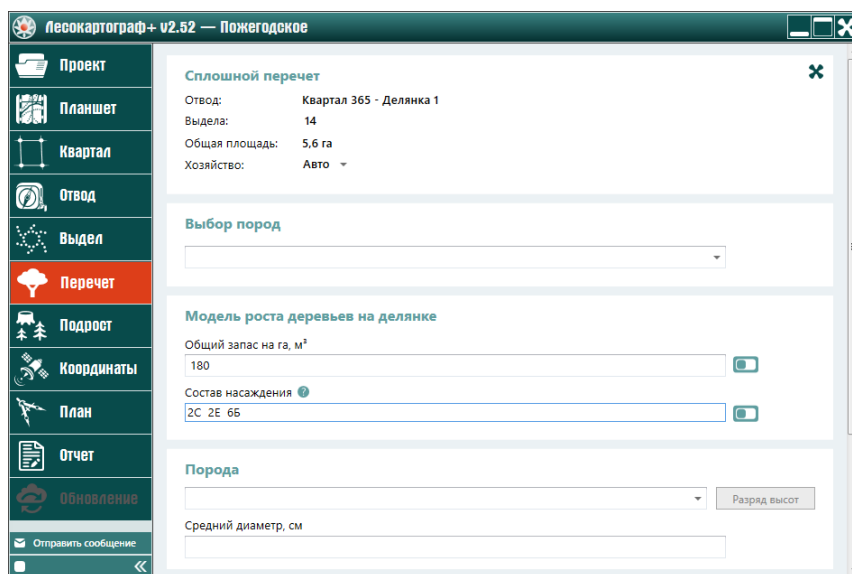 Лесокартограф+ v2.52 — Пожегодское
Проект
Планшет
Квартал
Отвод
Выдел
Перечет
Подрост
Координаты
План
Отчет
Обновление
Отправить сообщение
Сплошной перечет
Отвод: Квартал 365 - Делянка 1
Выдела: 14
Общая площадь: 5,6 га
Хозяйство: Авто
Выбор пород
Модель роста деревьев на делянке
Общий запас на га, м³
180
Состав насаждения ?
2С 2Е 6Б
Порода
Разряд высот
Средний диаметр, см